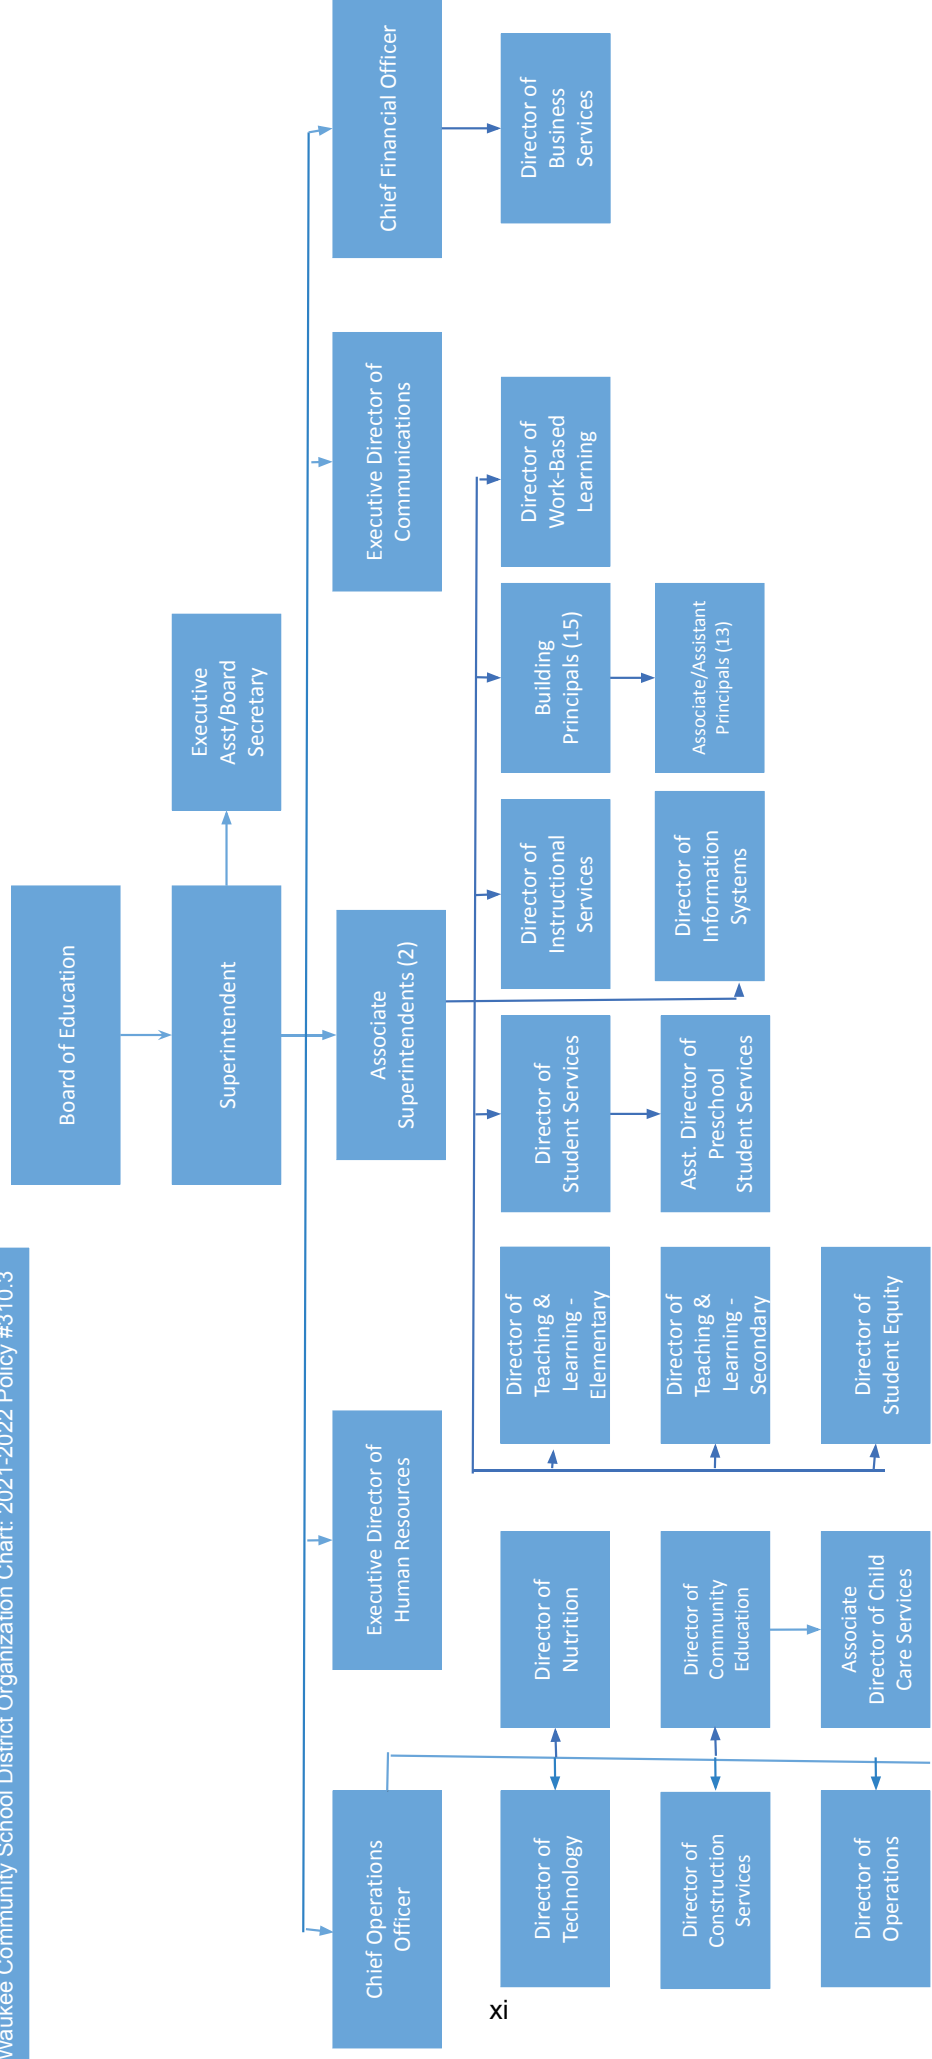 Waukee Community School District Organization Chart: 2021-2022 Policy #310.3
Board of Education
Superintendent
Executive
Asst/Board
Secretary
Chief Operations
Officer
Executive Director of
Human Resources
Associate
Superintendents (2)
Executive Director of
Communications
Chief Financial Officer
Director of
Technology
Director of
Nutrition
Director of
Teaching &
Learning -
Elementary
Director of
Student Services
Director of
Instructional
Services
Building
Principals (15)
Director of
Work-Based
Learning
Director of
Business
Services
Director of
Construction
Services
Director of
Community
Education
Director of
Teaching &
Learning -
Secondary
Asst. Director of
Preschool
Student Services
Director of
Information
Systems
Associate/Assistant
Principals (13)
Director of
Operations
Associate
Director of Child
Care Services
Director of
Student Equity
xi